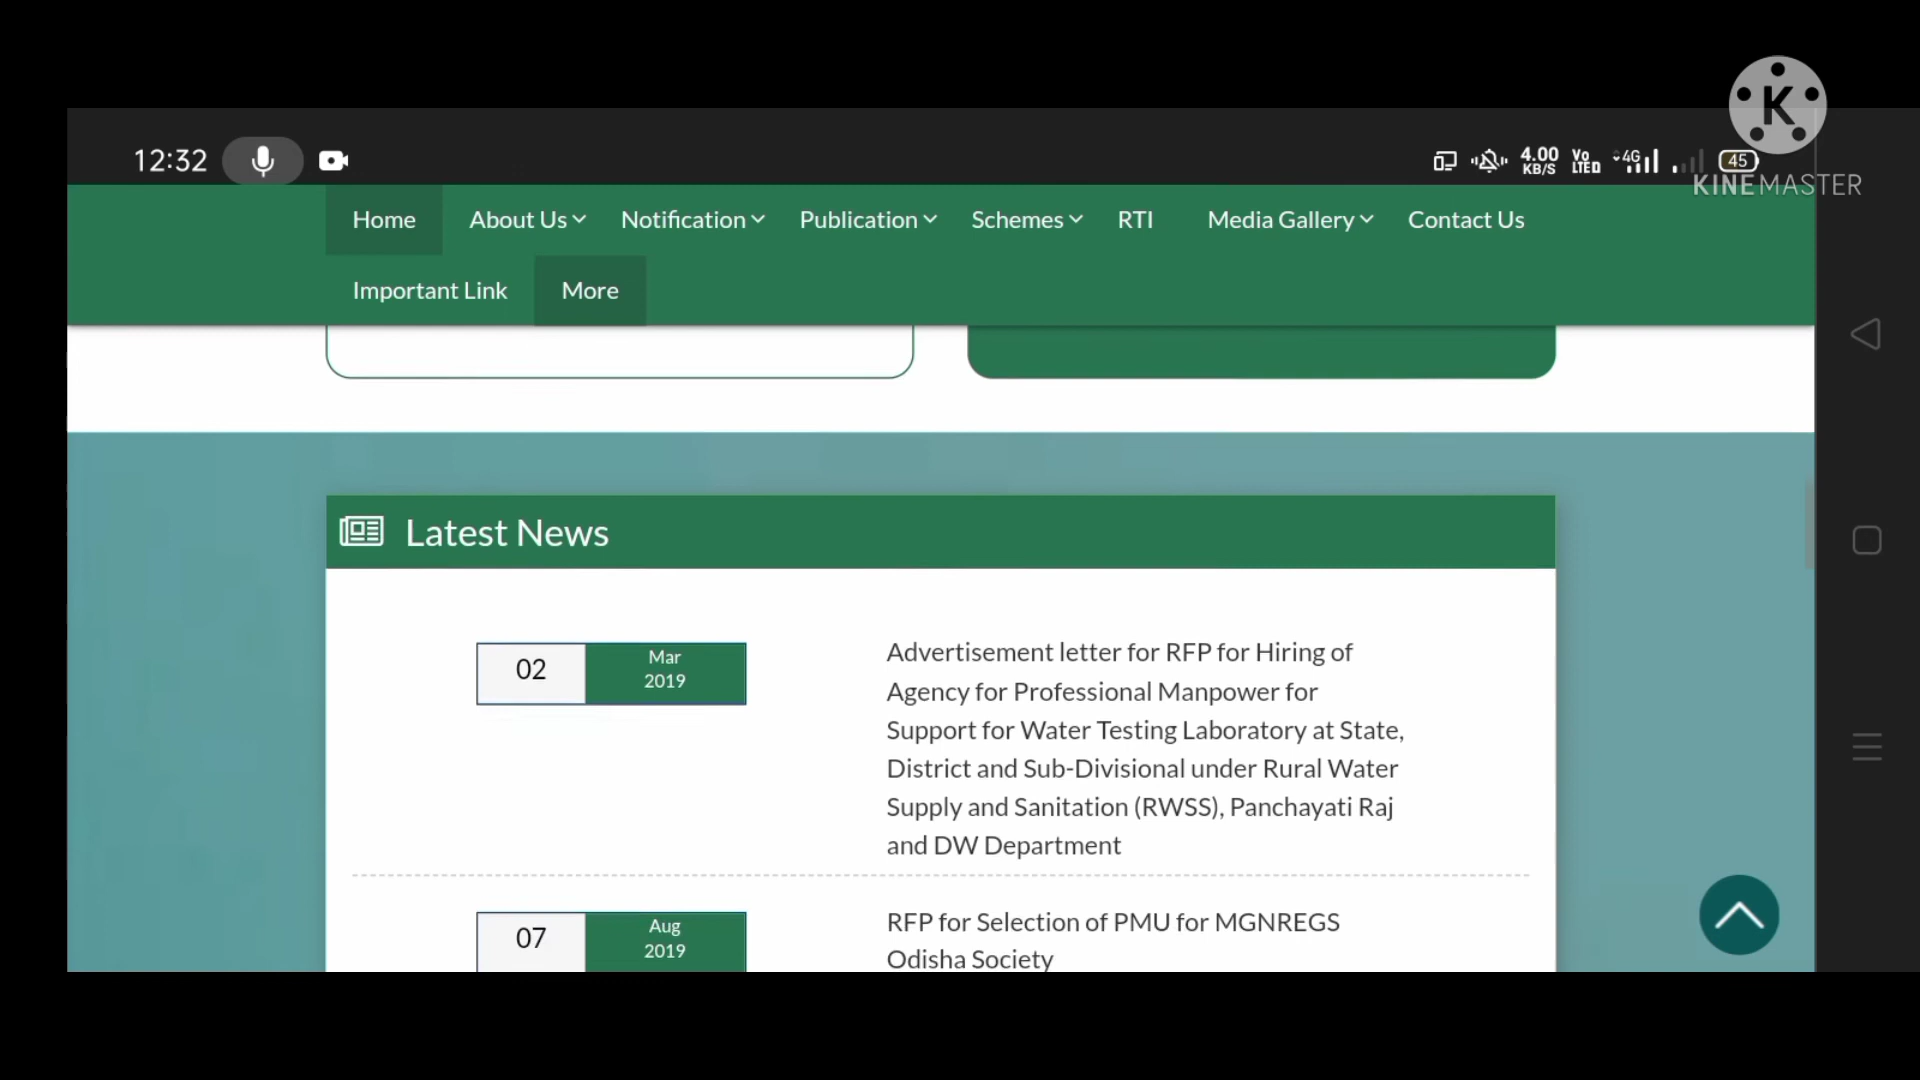 12:32
4.00
KB/S
Vo
LTED
4G
45
K
KINEMASTER
Home About Us Notification Publication Schemes RTI Media Gallery Contact Us
Important Link More
Latest News
02 Mar
2019
Advertisement letter for RFP for Hiring of
Agency for Professional Manpower for
Support for Water Testing Laboratory at State,
District and Sub-Divisional under Rural Water
Supply and Sanitation (RWSS), Panchayati Raj
and DW Department
07 Aug
2019
RFP for Selection of PMU for MGNREGS
Odisha Society